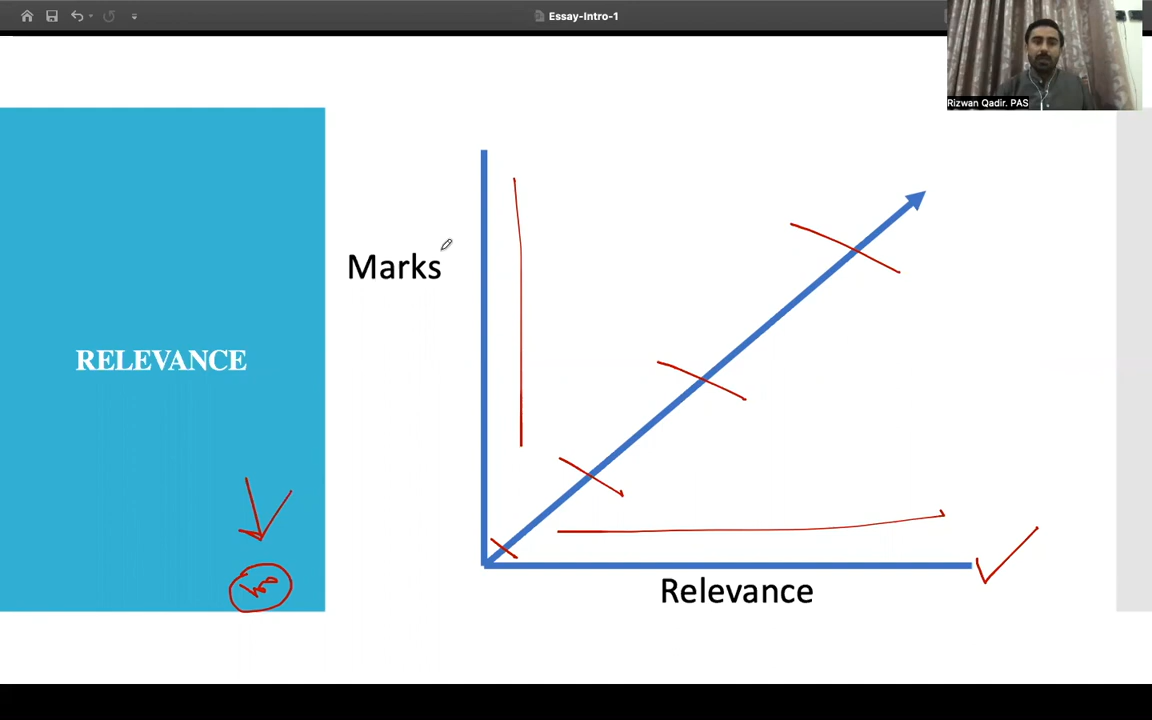 Essay-Intro-1
Rizwan Qadir. PAS
Marks
RELEVANCE
Relevance